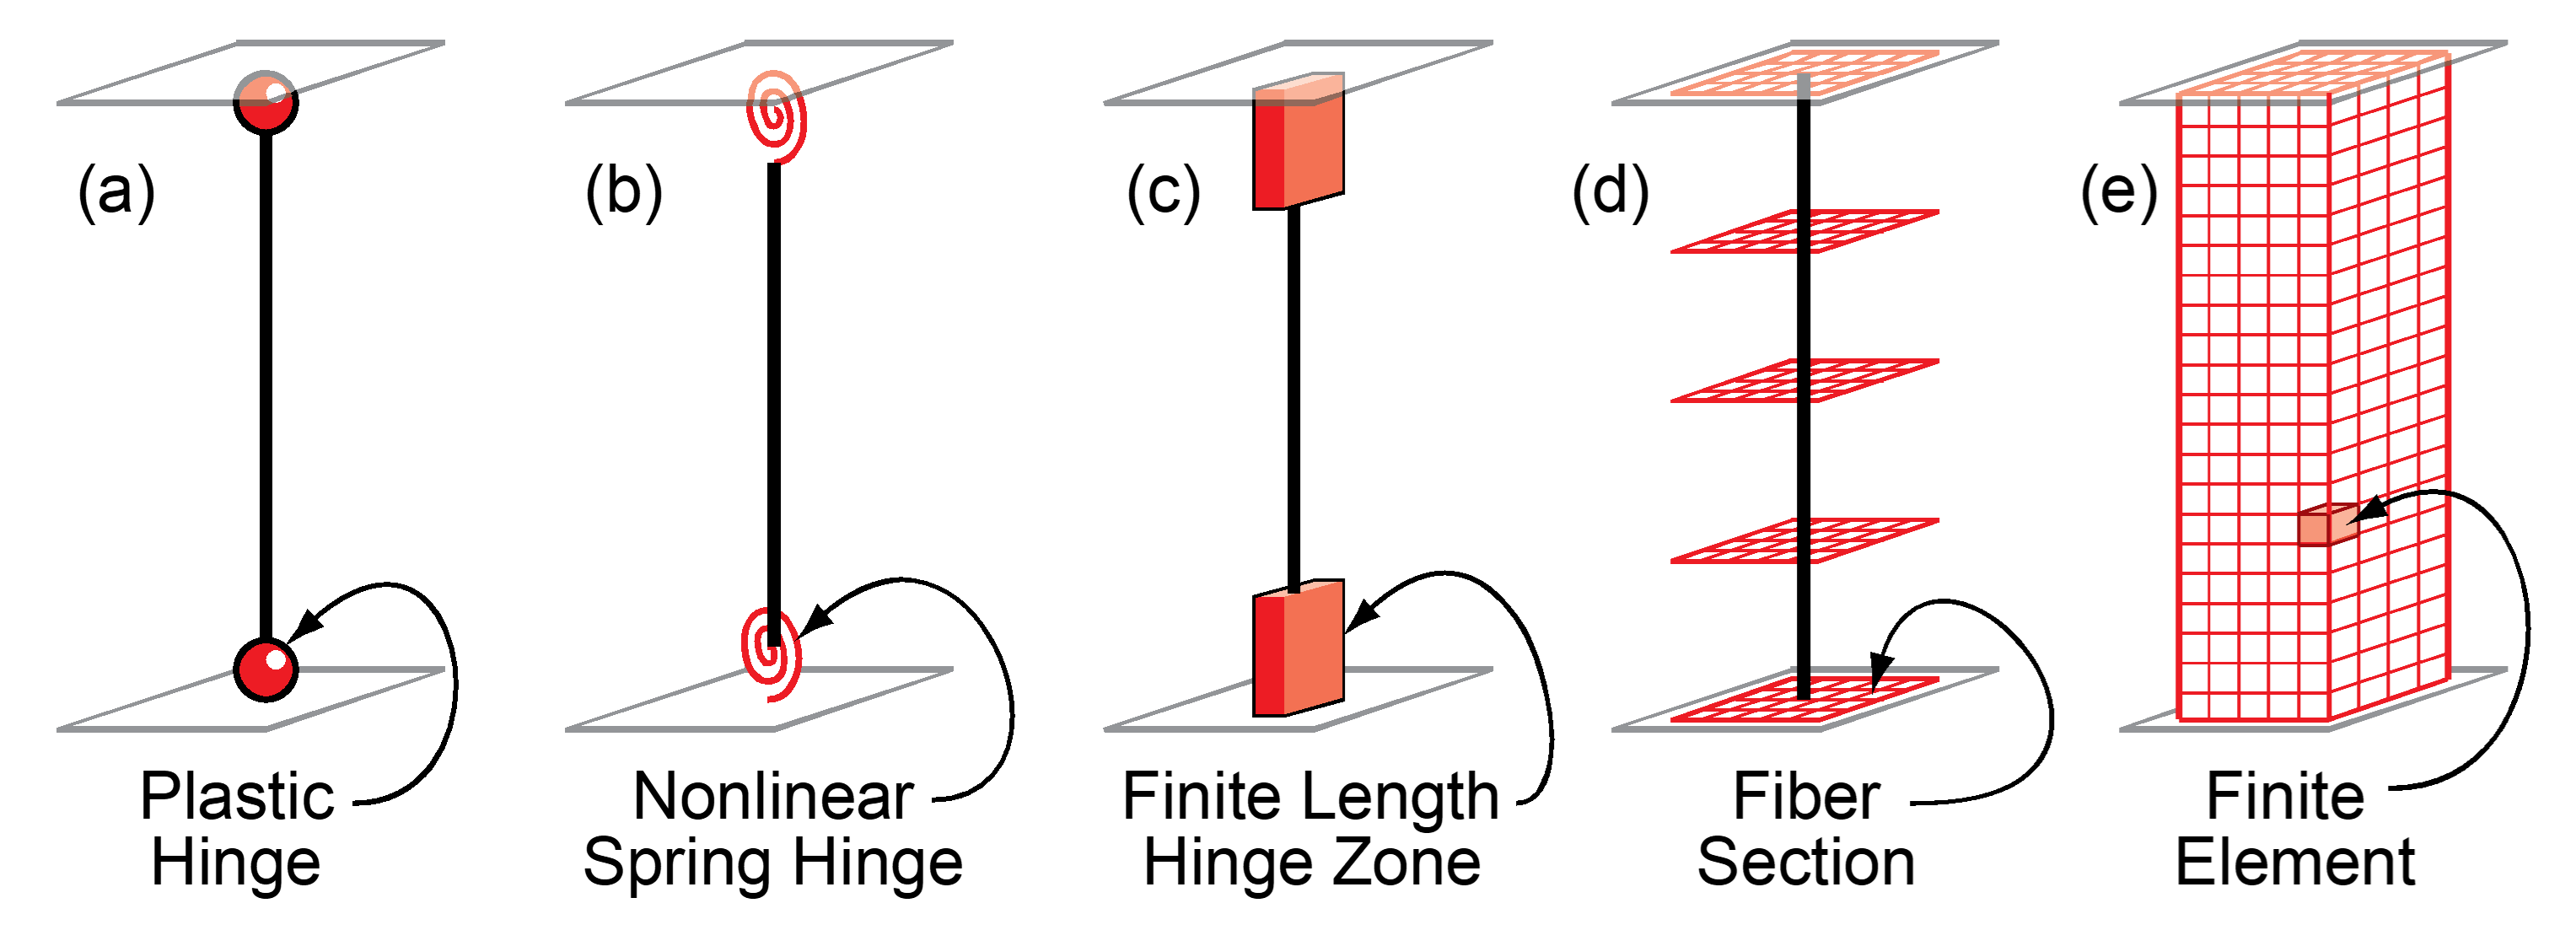 (a)
(b)
(c)
(d)
(e)
Plastic
Hinge
Nonlinear
Spring Hinge
Finite Length
Hinge Zone
Fiber
Section
Finite
Element